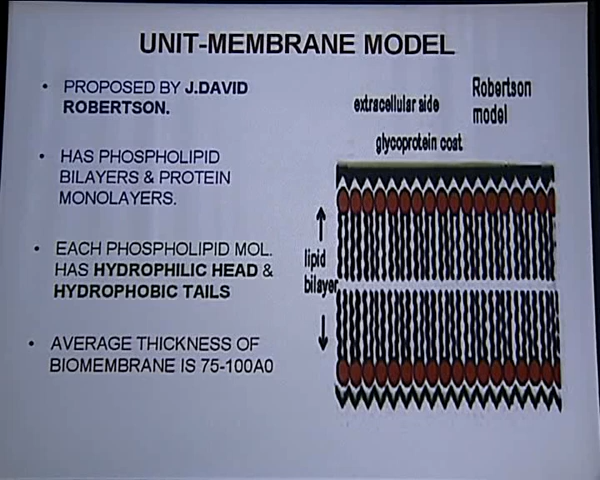 UNIT-MEMBRANE MODEL
• PROPOSED BY J.DAVID
ROBERTSON.
• HAS PHOSPHOLIPID
BILAYERS & PROTEIN
MONOLAYERS.
• EACH PHOSPHOLIPID MOL.
HAS HYDROPHILIC HEAD &
HYDROPHOBIC TAILS
• AVERAGE THICKNESS OF
BIOMEMBRANE IS 75-100A0
Robertson
model
extracellular side
glycoprotein coat
lipid
bilayer